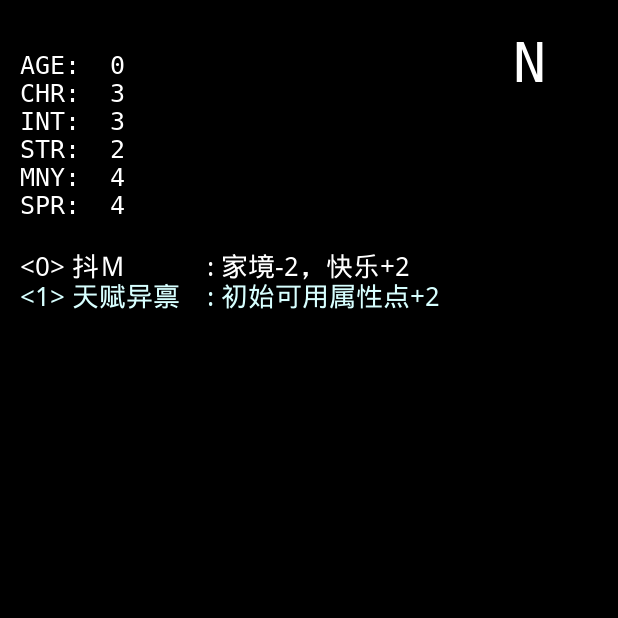 N
AGE: 0
CHR: 3
INT: 3
STR: 2
MNY: 4
SPR: 4
<0> 抖M : 家境-2，快乐+2
<1> 天赋异禀 : 初始可用属性点+2